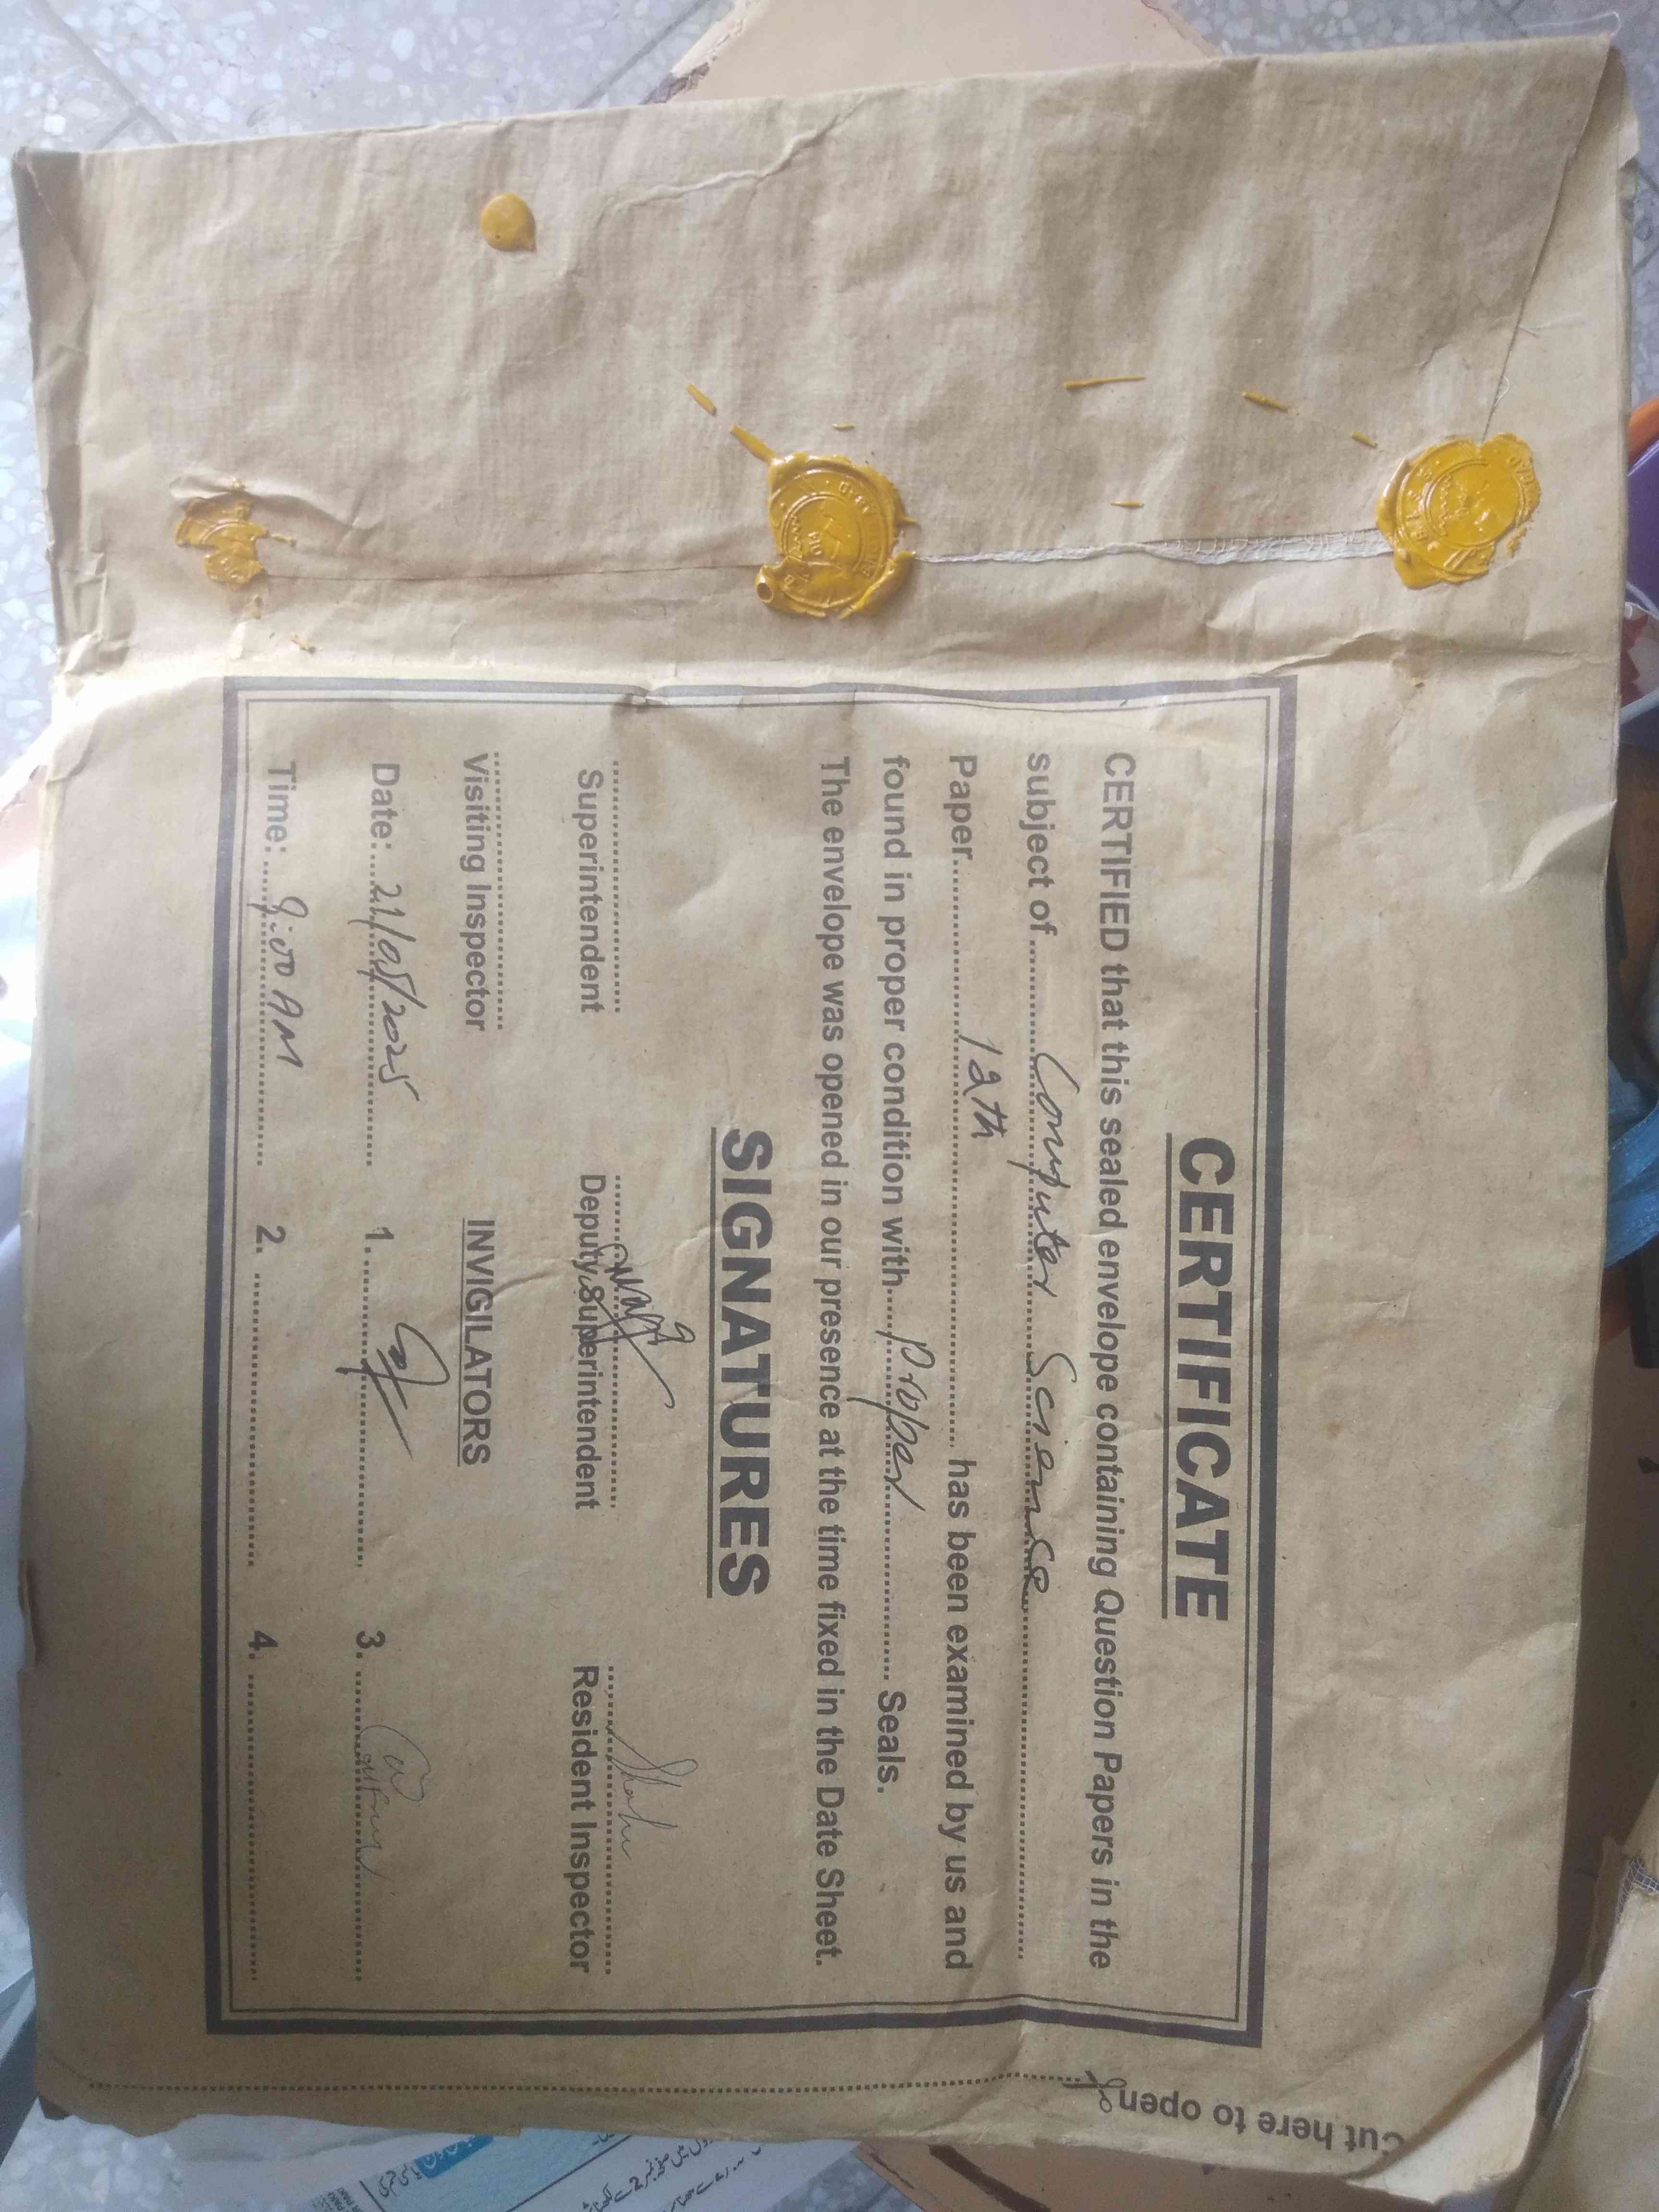 CERTIFICATE
CERTIFIED that this sealed envelope containing Question Papers in the
subject of Computer Science
Paper 12th has been examined by us and
found in proper condition with proper Seals.
The envelope was opened in our presence at the time fixed in the Date Sheet.
SIGNATURES
Superintendent Deputy Superintendent Resident Inspector
Visiting Inspector INVIGILATORS
Date: 21/05/2025 1. 3.
Time: 9:00 AM 2. 4.
Cut here to open